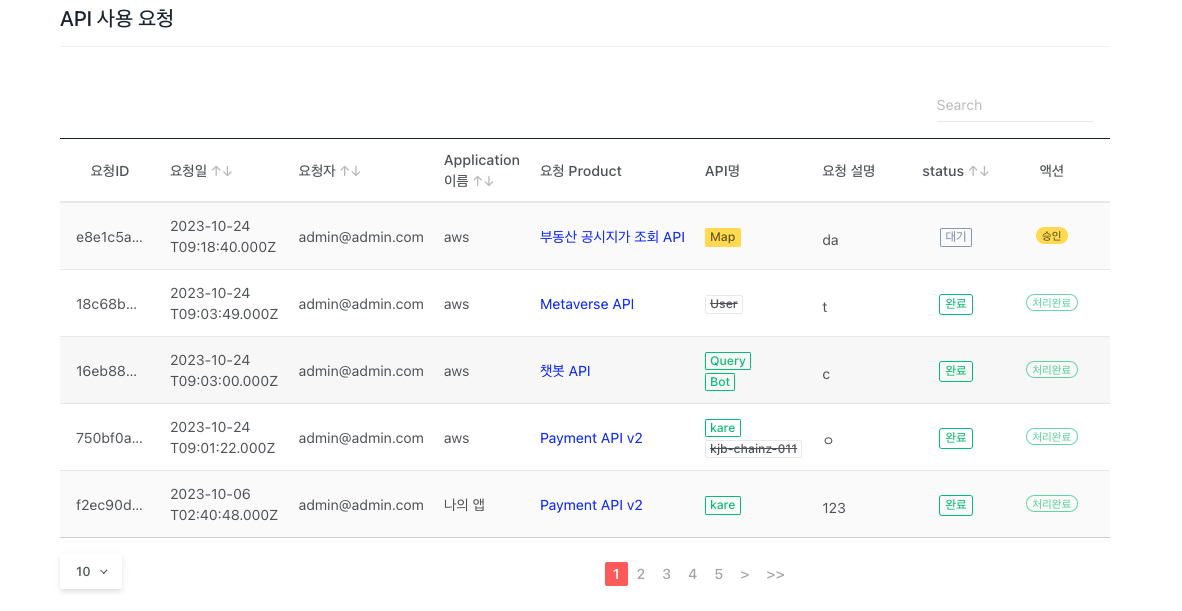 API 사용 요청
Search
요청ID 요청일 ↑↓ 요청자 ↑↓ Application 이름 ↑↓ 요청 Product API명 요청 설명 status ↑↓ 액션
e8e1c5a... 2023-10-24 T09:18:40.000Z admin@admin.com aws 부동산 공시지가 조회 API Map da 대기 승인
18c68b... 2023-10-24 T09:03:49.000Z admin@admin.com aws Metaverse API User t 완료 처리완료
16eb88... 2023-10-24 T09:03:00.000Z admin@admin.com aws 챗봇 API Query Bot c 완료 처리완료
750bf0a... 2023-10-24 T09:01:22.000Z admin@admin.com aws Payment API v2 kare kjb-chainz-011 ㅇ 완료 처리완료
f2ec90d... 2023-10-06 T02:40:48.000Z admin@admin.com 나의 앱 Payment API v2 kare 123 완료 처리완료
10 1 2 3 4 5 > >>